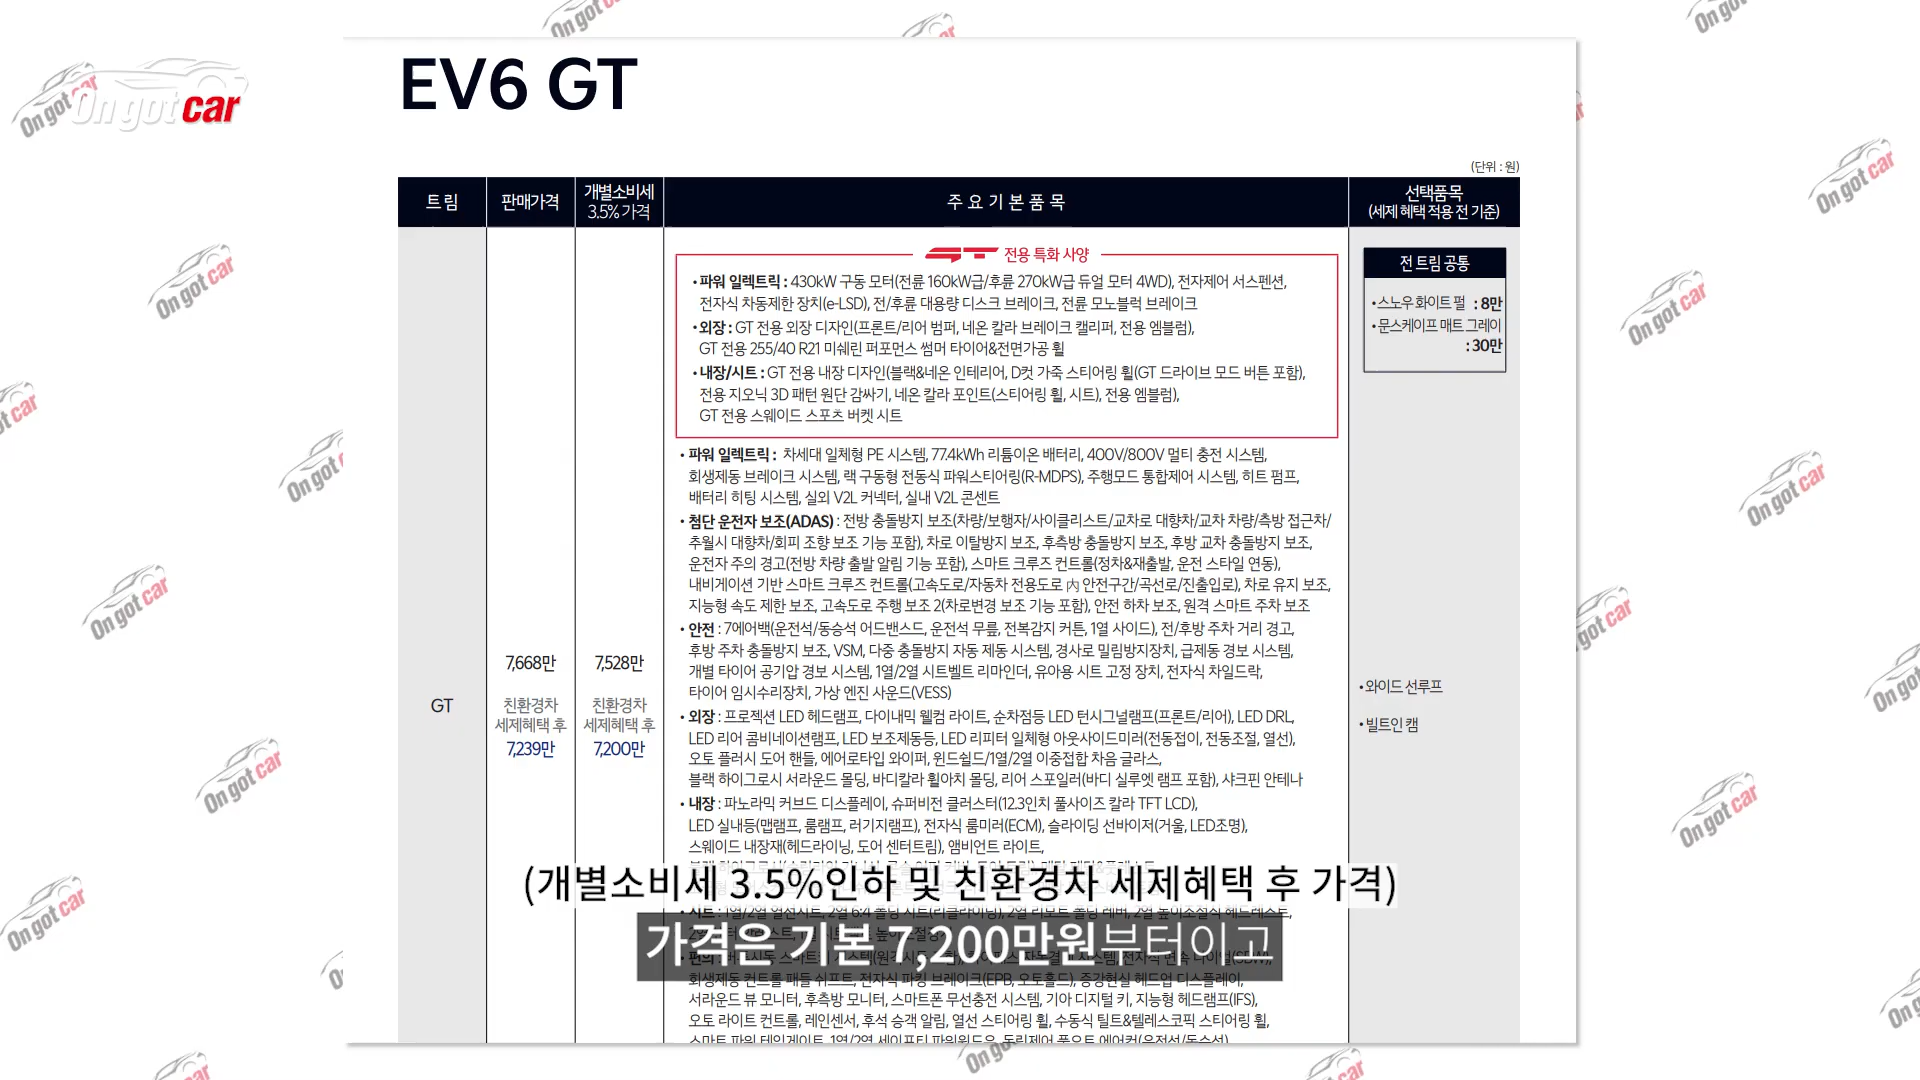 On got car
EV6 GT
(단위 : 원)
트림
판매가격
개별소비세
3.5% 가격
주요기본품목
선택품목
(세제 혜택 적용 전 기준)
GT 전용 특화 사양
• 파워 일렉트릭 : 430kW 구동 모터(전륜 160kW급/후륜 270kW급 듀얼 모터 4WD), 전자제어 서스펜션,
전자식 차동제한 장치(e-LSD), 전/후륜 대용량 디스크 브레이크, 전륜 모노블럭 브레이크
• 외장 : GT 전용 외장 디자인(프론트/리어 범퍼, 네온 칼라 브레이크 캘리퍼, 전용 엠블럼),
GT 전용 255/40 R21 미쉐린 퍼포먼스 썸머 타이어&전면가공 휠
• 내장/시트 : GT 전용 내장 디자인(블랙&네온 인테리어, D컷 가죽 스티어링 휠(GT 드라이브 모드 버튼 포함),
전용 지오닉 3D 패턴 원단 감싸기, 네온 칼라 포인트(스티어링 휠, 시트), 전용 엠블럼),
GT 전용 스웨이드 스포츠 버켓 시트
전 트림 공통
• 스노우 화이트 펄 : 8만
• 문스케이프 매트 그레이
: 30만
• 파워 일렉트릭 : 차세대 일체형 PE 시스템, 77.4kWh 리튬이온 배터리, 400V/800V 멀티 충전 시스템,
회생제동 브레이크 시스템, 랙 구동형 전동식 파워스티어링(R-MDPS), 주행모드 통합제어 시스템, 히트 펌프,
배터리 히팅 시스템, 실외 V2L 커넥터, 실내 V2L 콘센트
• 첨단 운전자 보조(ADAS) : 전방 충돌방지 보조(차량/보행자/사이클리스트/교차로 대향차/교차 차량/측방 접근차/
추월시 대향차/회피 조향 보조 기능 포함), 차로 이탈방지 보조, 후측방 충돌방지 보조, 후방 교차 충돌방지 보조,
운전자 주의 경고(전방 차량 출발 알림 기능 포함), 스마트 크루즈 컨트롤(정차&재출발, 운전 스타일 연동),
내비게이션 기반 스마트 크루즈 컨트롤(고속도로/자동차 전용도로 內 안전구간/곡선로/진출입로), 차로 유지 보조,
지능형 속도 제한 보조, 고속도로 주행 보조 2(차로변경 보조 기능 포함), 안전 하차 보조, 원격 스마트 주차 보조
• 안전 : 7에어백(운전석/동승석 어드밴스드, 운전석 무릎, 전복감지 커튼, 1열 사이드), 전/후방 주차 거리 경고,
후방 주차 충돌방지 보조, VSM, 다중 충돌방지 자동 제동 시스템, 경사로 밀림방지장치, 급제동 경보 시스템,
개별 타이어 공기압 경보 시스템, 1열/2열 시트벨트 리마인더, 유아용 시트 고정 장치, 전자식 차일드락,
타이어 임시수리장치, 가상 엔진 사운드(VESS)
• 외장 : 프로젝션 LED 헤드램프, 다이내믹 웰컴 라이트, 순차점등 LED 턴시그널램프(프론트/리어), LED DRL,
LED 리어 콤비네이션램프, LED 보조제동등, LED 리피터 일체형 아웃사이드미러(전동접이, 전동조절, 열선),
오토 플러시 도어 핸들, 에어로타입 와이퍼, 윈드쉴드/1열/2열 이중접합 차음 글라스,
블랙 하이그로시 서라운드 몰딩, 바디칼라 휠아치 몰딩, 리어 스포일러(바디 실루엣 램프 포함), 샤크핀 안테나
• 내장 : 파노라믹 커브드 디스플레이, 슈퍼비전 클러스터(12.3인치 풀사이즈 칼라 TFT LCD),
LED 실내등(맵램프, 룸램프, 러기지램프), 전자식 룸미러(ECM), 슬라이딩 선바이저(거울, LED조명),
스웨이드 내장재(헤드라이닝, 도어 센터트림), 앰비언트 라이트,
GT
7,668만
친환경차
세제혜택 후
7,239만
7,528만
친환경차
세제혜택 후
7,200만
• 와이드 선루프
• 빌트인 캠
(개별소비세 3.5%인하 및 친환경차 세제혜택 후 가격)
가격은 기본 7,200만원부터이고
회생제동 컨트롤 패들 쉬프트, 전자식 파킹 브레이크(EPB, 오토홀드), 증강현실 헤드업 디스플레이,
서라운드 뷰 모니터, 후측방 모니터, 스마트폰 무선충전 시스템, 기아 디지털 키, 지능형 헤드램프(IFS),
오토 라이트 컨트롤, 레인센서, 후석 승객 알림, 열선 스티어링 휠, 수동식 틸트&텔레스코픽 스티어링 휠,